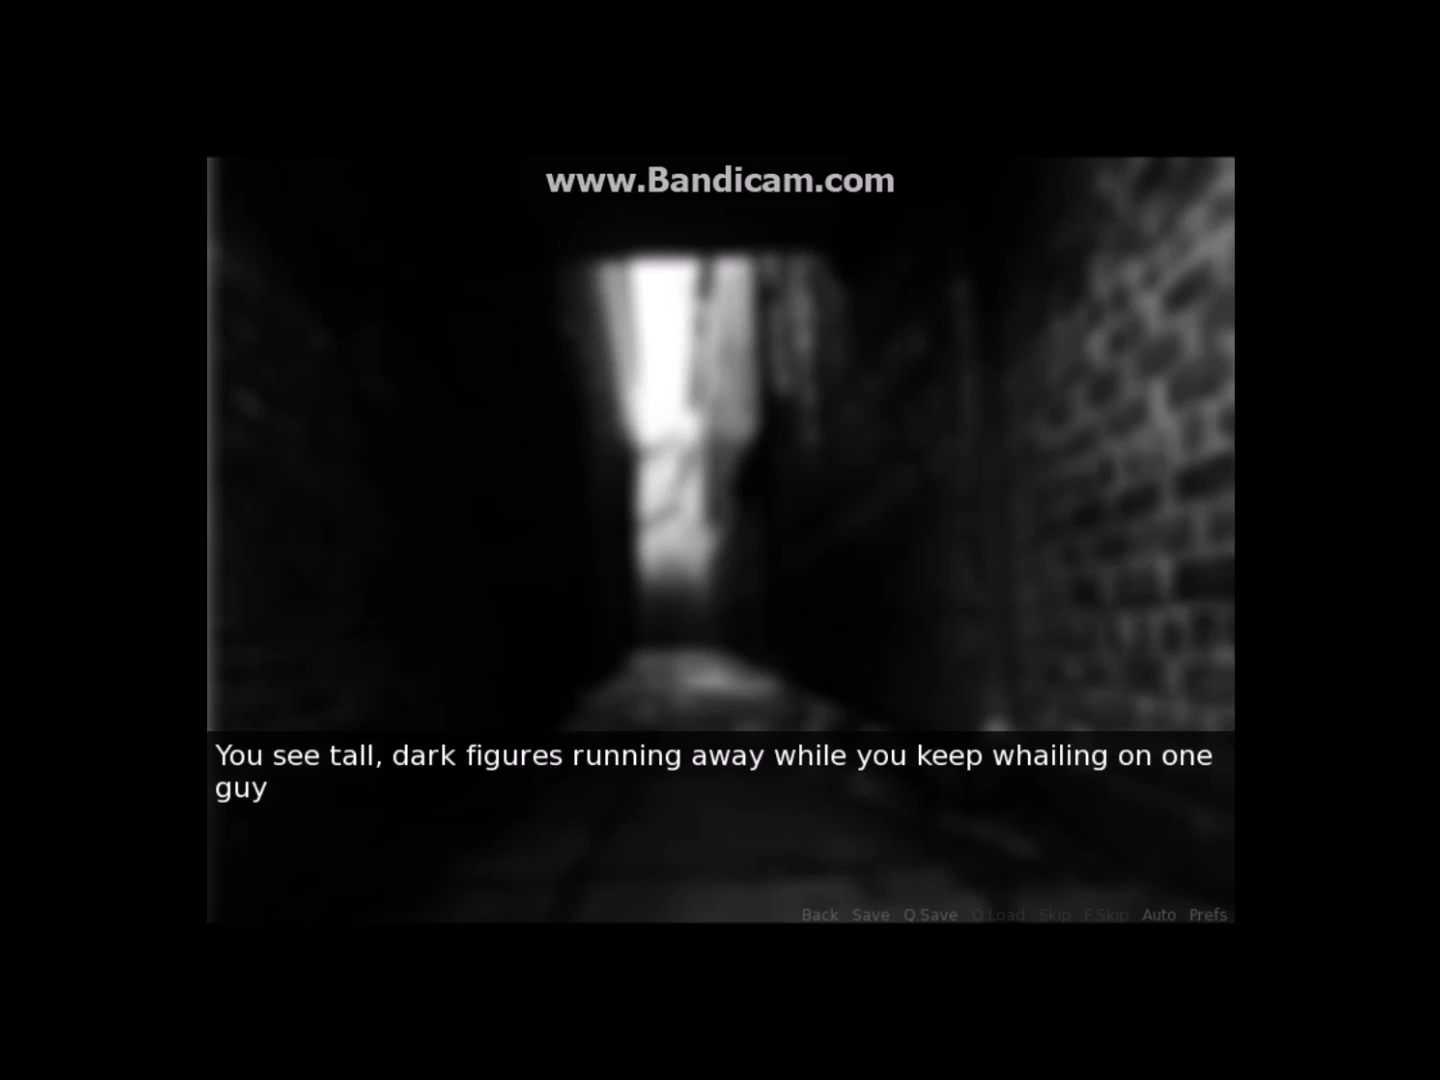 www.Bandicam.com
You see tall, dark figures running away while you keep whailing on one
guy
Back Save Q.Save Q.Load Skip F.Skip Auto Prefs